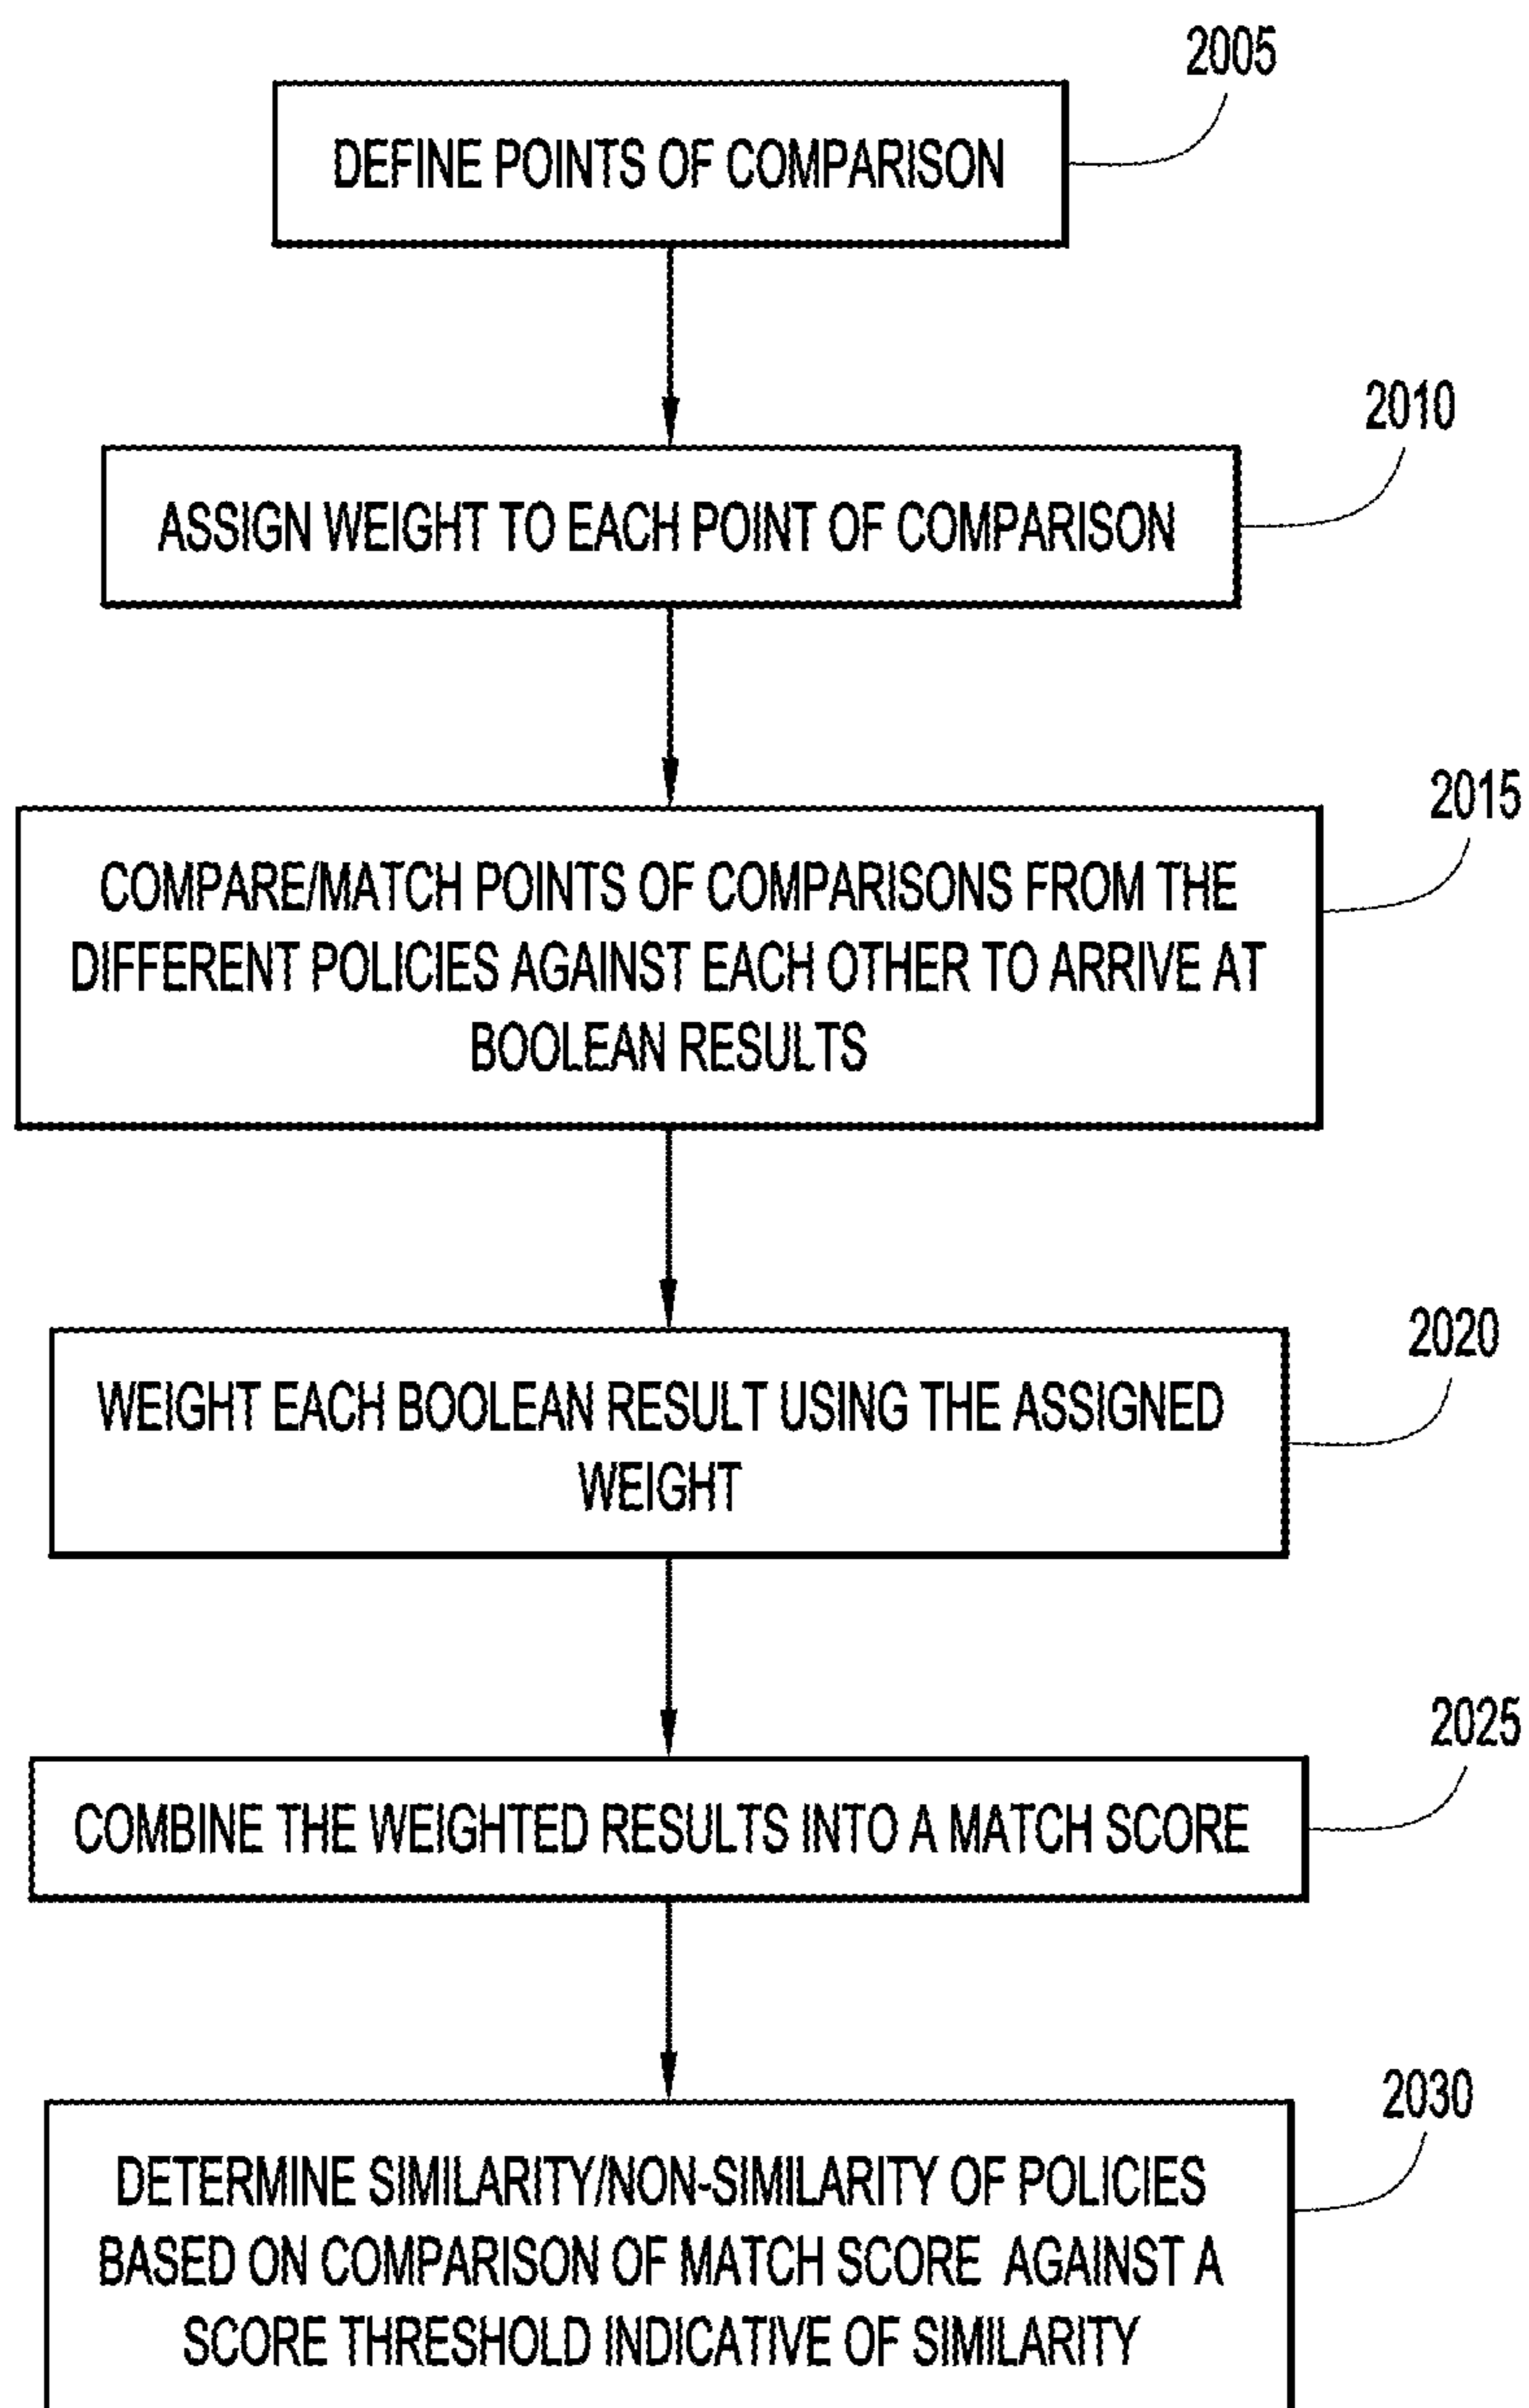 2005
DEFINE POINTS OF COMPARISON
2010
ASSIGN WEIGHT TO EACH POINT OF COMPARISON
2015
COMPARE/MATCH POINTS OF COMPARISONS FROM THE
DIFFERENT POLICIES AGAINST EACH OTHER TO ARRIVE AT
BOOLEAN RESULTS
2020
WEIGHT EACH BOOLEAN RESULT USING THE ASSIGNED
WEIGHT
2025
COMBINE THE WEIGHTED RESULTS INTO A MATCH SCORE
2030
DETERMINE SIMILARITY/NON-SIMILARITY OF POLICIES
BASED ON COMPARISON OF MATCH SCORE AGAINST A
SCORE THRESHOLD INDICATIVE OF SIMILARITY